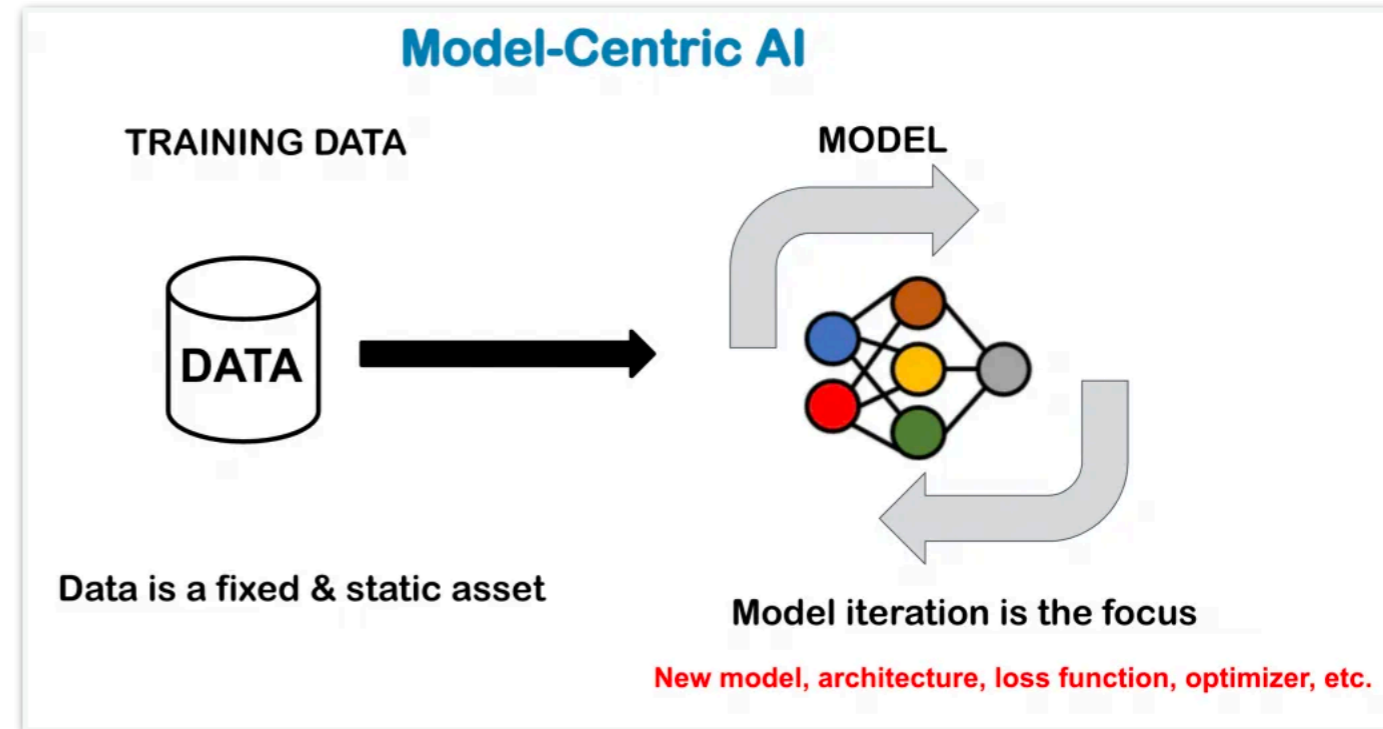 Model-Centric AI
TRAINING DATA
MODEL
DATA
Data is a fixed & static asset
Model iteration is the focus
New model, architecture, loss function, optimizer, etc.